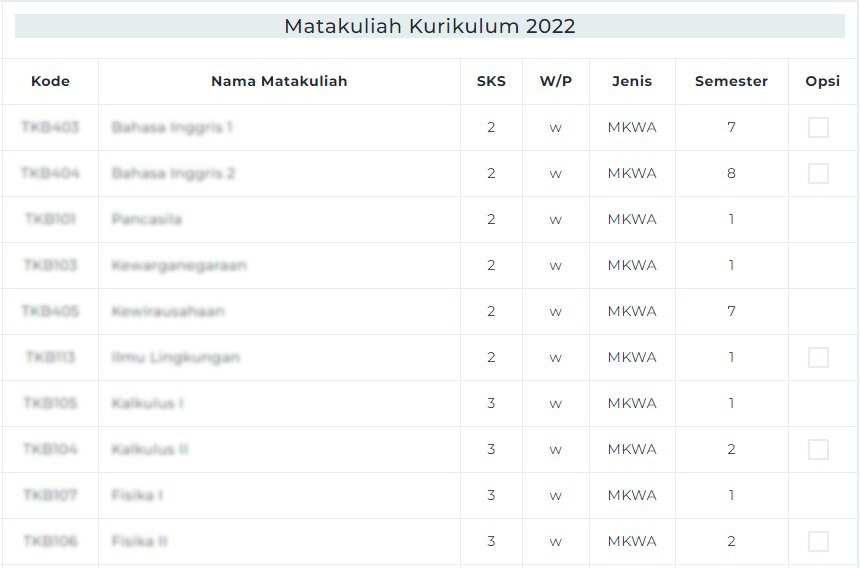 Matakuliah Kurikulum 2022
Kode Nama Matakuliah SKS W/P Jenis Semester Opsi
TKB403 Bahasa Inggris 1 2 w MKWA 7
TKB404 Bahasa Inggris 2 2 w MKWA 8
TKB101 Pancasila 2 w MKWA 1
TKB103 Kewarganegaraan 2 w MKWA 1
TKB405 Kewirausahaan 2 w MKWA 7
TKB113 Ilmu Lingkungan 2 w MKWA 1
TKB105 Kalkulus I 3 w MKWA 1
TKB104 Kalkulus II 3 w MKWA 2
TKB107 Fisika I 3 w MKWA 1
TKB106 Fisika II 3 w MKWA 2